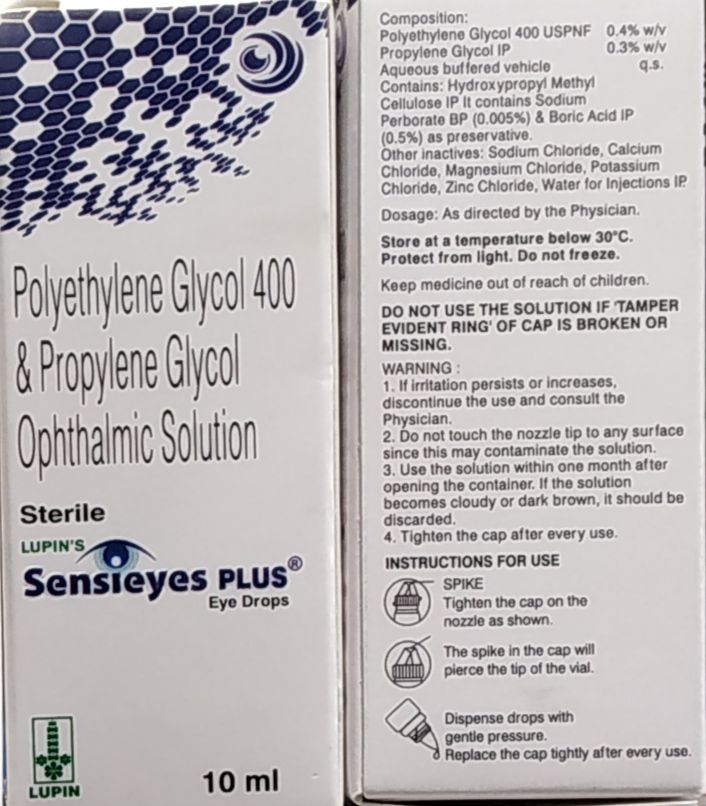 Polyethylene Glycol 400
& Propylene Glycol
Ophthalmic Solution
Sterile
LUPIN'S
Sensieyes PLUS®
Eye Drops
LUPIN
10 ml
Composition:
Polyethylene Glycol 400 USPNF 0.4% w/v
Propylene Glycol IP 0.3% w/v
Aqueous buffered vehicle q.s.
Contains: Hydroxypropyl Methyl
Cellulose IP It contains Sodium
Perborate BP (0.005%) & Boric Acid IP
(0.5%) as preservative.
Other inactives: Sodium Chloride, Calcium
Chloride, Magnesium Chloride, Potassium
Chloride, Zinc Chloride, Water for Injections IP.
Dosage: As directed by the Physician.
Store at a temperature below 30°C.
Protect from light. Do not freeze.
Keep medicine out of reach of children.
DO NOT USE THE SOLUTION IF 'TAMPER
EVIDENT RING' OF CAP IS BROKEN OR
MISSING.
WARNING :
1. If irritation persists or increases,
discontinue the use and consult the
Physician.
2. Do not touch the nozzle tip to any surface
since this may contaminate the solution.
3. Use the solution within one month after
opening the container. If the solution
becomes cloudy or dark brown, it should be
discarded.
4. Tighten the cap after every use.
INSTRUCTIONS FOR USE
SPIKE
Tighten the cap on the
nozzle as shown.
The spike in the cap will
pierce the tip of the vial.
Dispense drops with
gentle pressure.
Replace the cap tightly after every use.